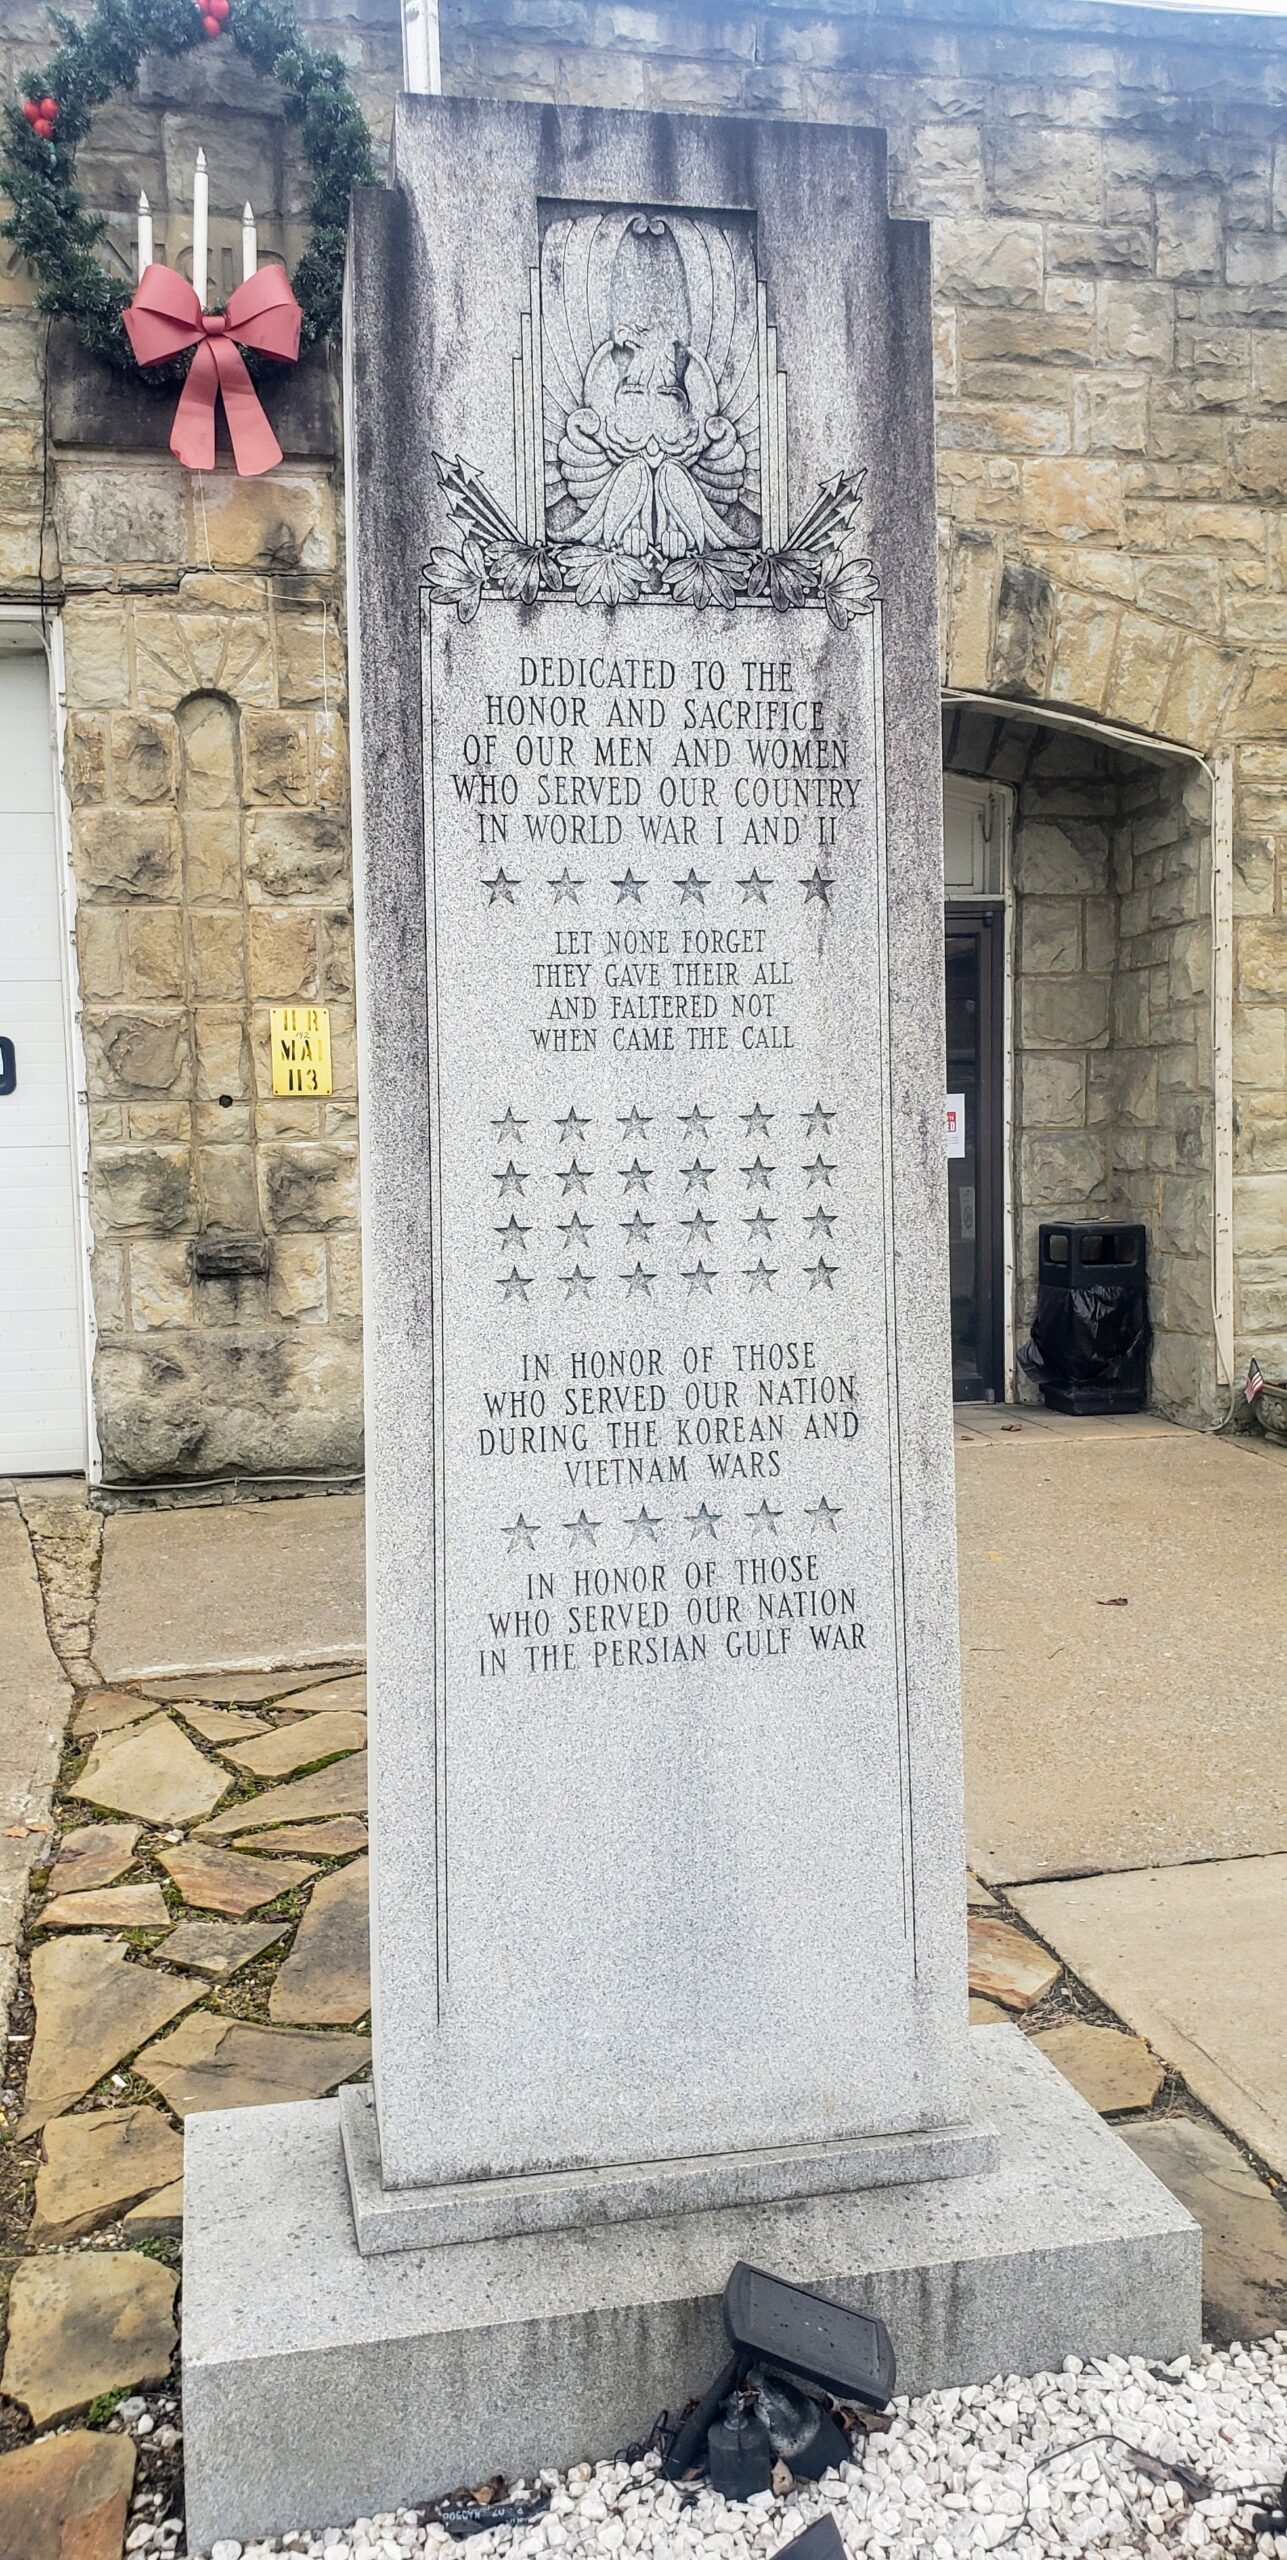 DEDICATED TO THE
HONOR AND SACRIFICE
OF OUR MEN AND WOMEN
WHO SERVED OUR COUNTRY
IN WORLD WAR I AND II
LET NONE FORGET
THEY GAVE THEIR ALL
AND FALTERED NOT
WHEN CAME THE CALL
IN HONOR OF THOSE
WHO SERVED OUR NATION
DURING THE KOREAN AND
VIETNAM WARS
IN HONOR OF THOSE
WHO SERVED OUR NATION
IN THE PERSIAN GULF WAR
MAI
113